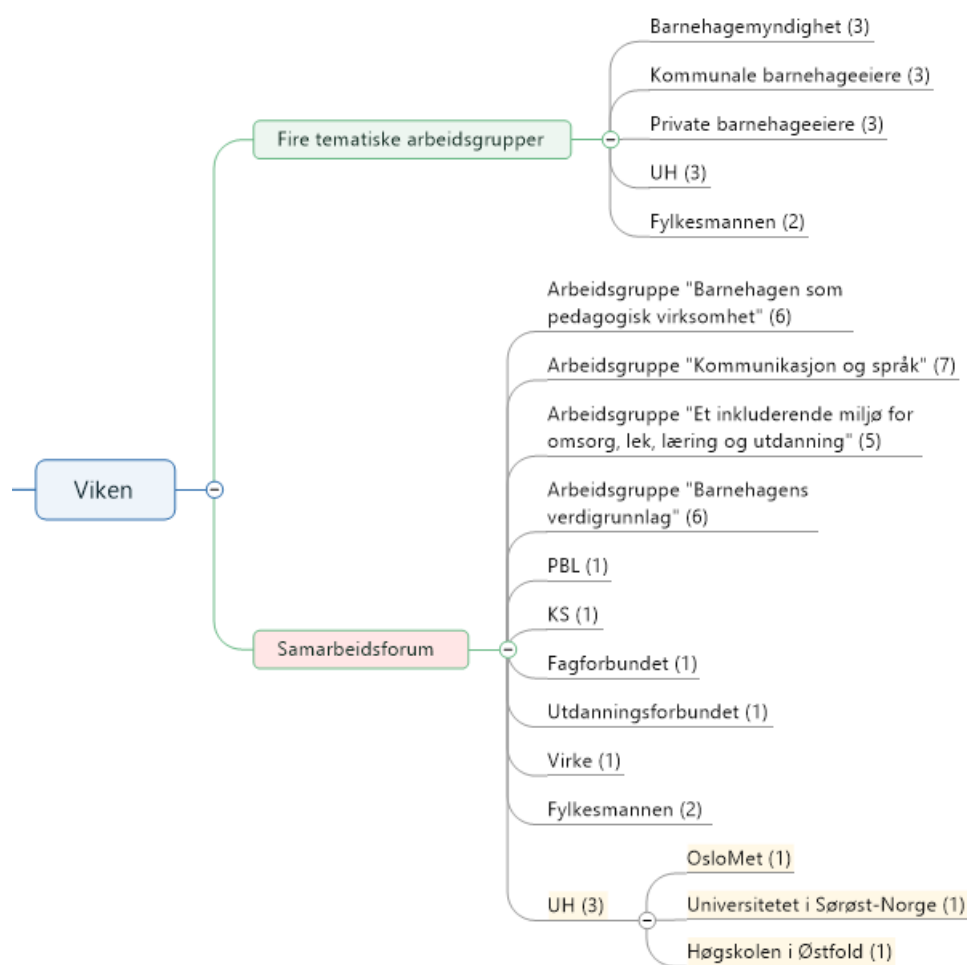 Barnehagemyndighet (3)
Kommunale barnehageeiere (3)
Fire tematiske arbeidsgrupper
Private barnehageeiere (3)
UH (3)
Fylkesmannen (2)
Arbeidsgruppe "Barnehagen som
pedagogisk virksomhet" (6)
Arbeidsgruppe "Kommunikasjon og språk" (7)
Arbeidsgruppe "Et inkluderende miljø for
omsorg, lek, læring og utdanning" (5)
Viken
Arbeidsgruppe "Barnehagens
verdigrunnlag" (6)
PBL (1)
KS (1)
Samarbeidsforum
Fagforbundet (1)
Utdanningsforbundet (1)
Virke (1)
Fylkesmannen (2)
UH (3)
OsloMet (1)
Universitetet i Sørøst-Norge (1)
Høgskolen i Østfold (1)